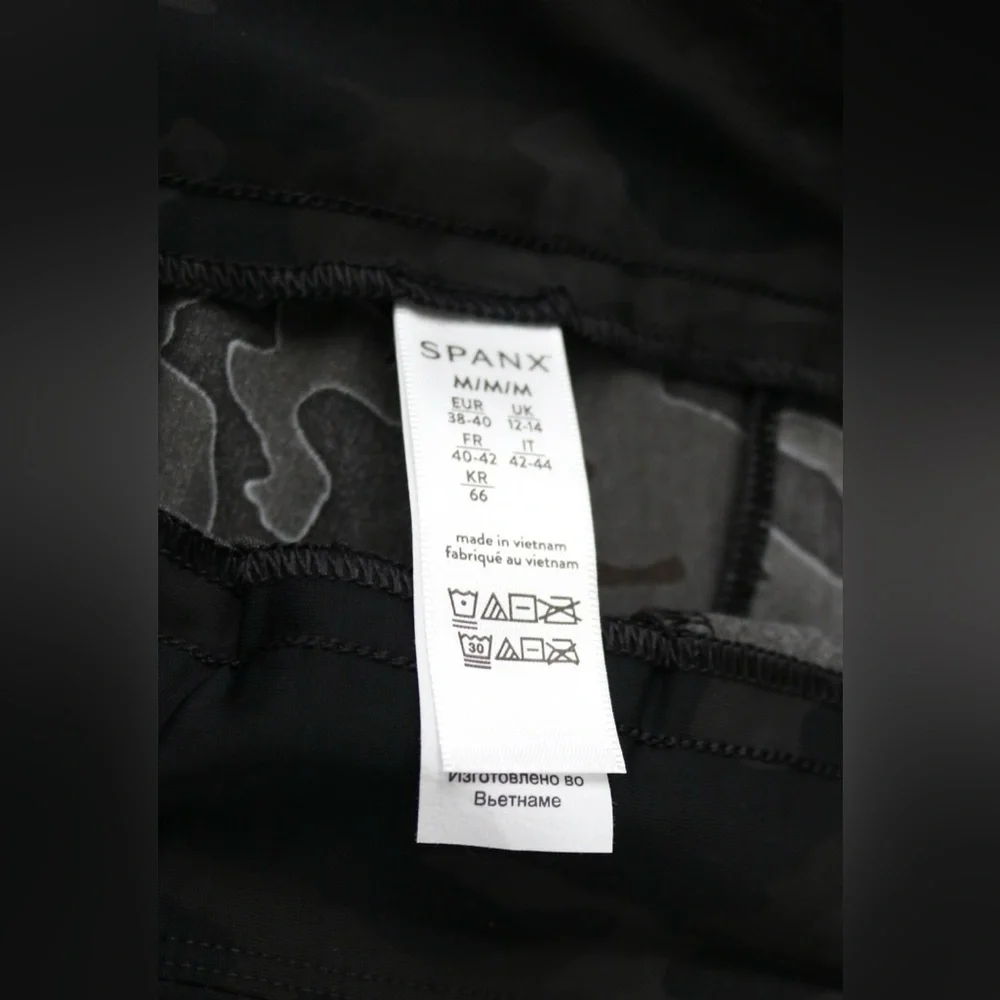 SPANX
M/M/M
EUR UK
38-40 12-14
FR IT
40-42 42-44
KR
66
made in vietnam
fabriqué au vietnam
30
Изготовлено во
Вьетнаме